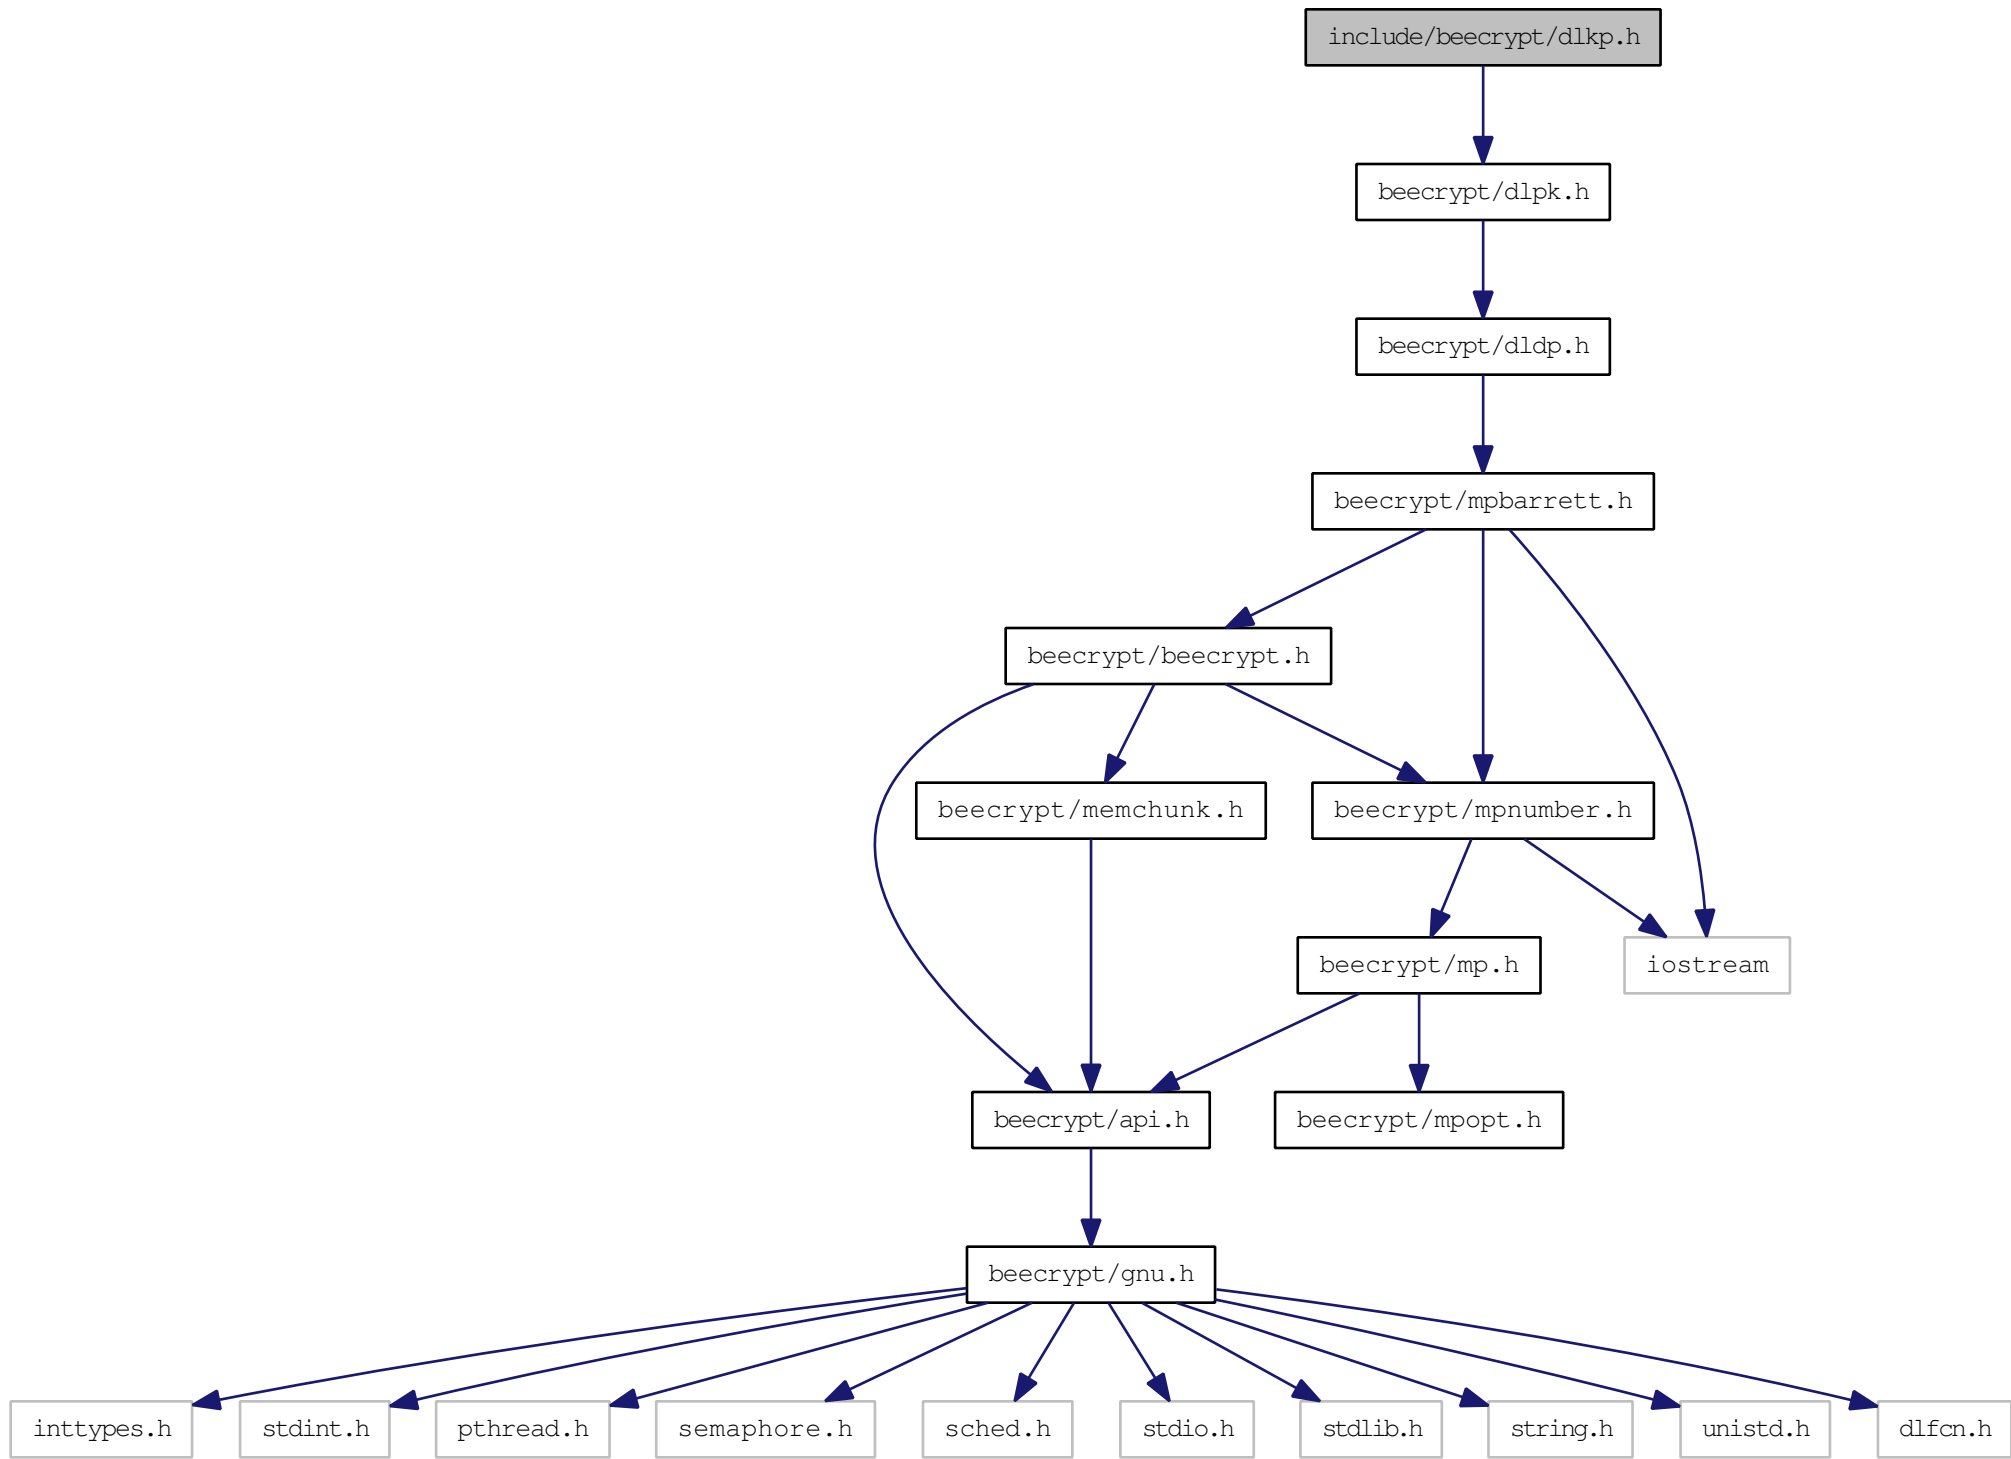 include/beecrypt/dlkp.h
beecrypt/dlpk.h
beecrypt/dldp.h
beecrypt/mpbarrett.h
beecrypt/beecrypt.h
beecrypt/memchunk.h
beecrypt/mpnumber.h
beecrypt/mp.h
iostream
beecrypt/api.h
beecrypt/mpopt.h
beecrypt/gnu.h
inttypes.h
stdint.h
pthread.h
semaphore.h
sched.h
stdio.h
stdlib.h
string.h
unistd.h
dlfcn.h